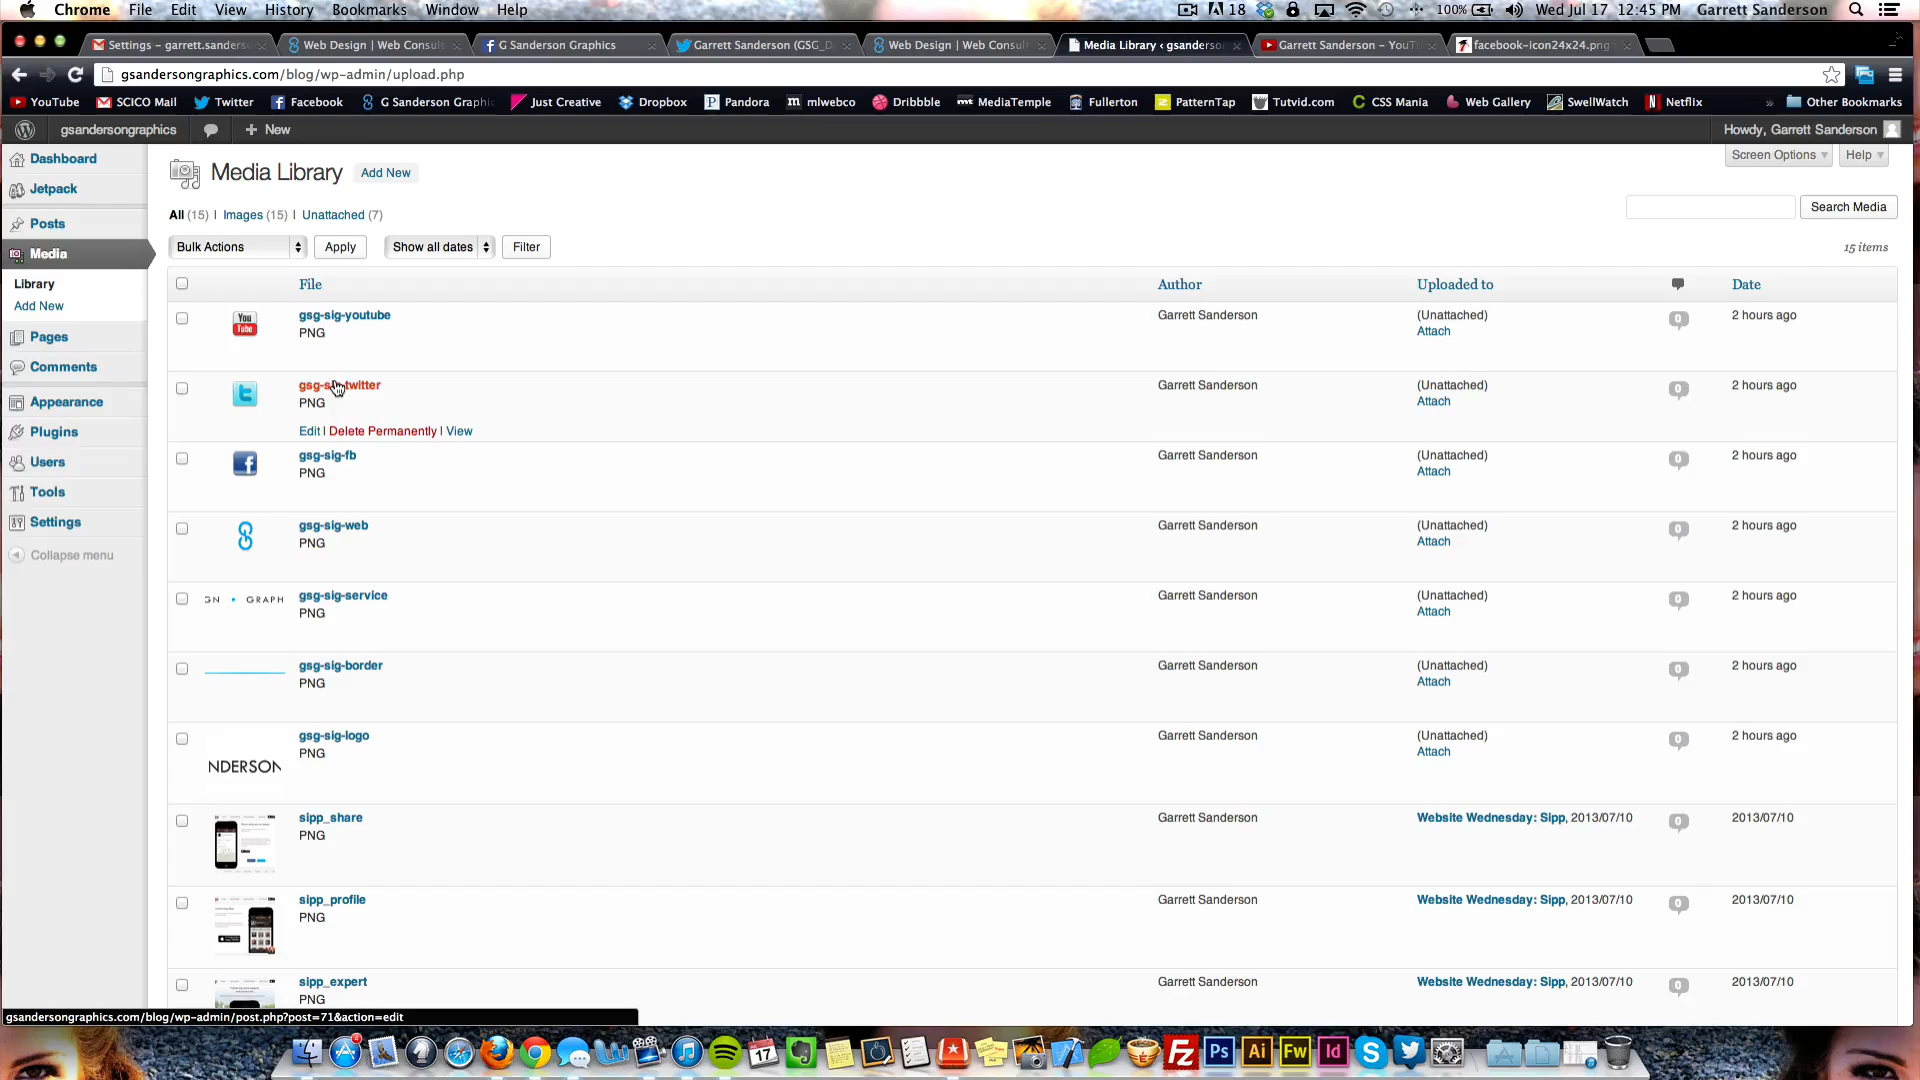 Chrome File Edit View History Bookmarks Window Help 18 100% Wed Jul 17 12:45 PM Garrett Sanderson
Settings – garrett.sanders Web Design | Web Consult G Sanderson Graphics Garrett Sanderson (GSG_D Web Design | Web Consult Media Library ‹ gsanderso Garrett Sanderson – YouT facebook-icon24x24.png
gsandersongraphics.com/blog/wp-admin/upload.php
YouTube SCICO Mail Twitter Facebook G Sanderson Graphic Just Creative Dropbox Pandora mlwebco Dribbble MediaTemple Fullerton PatternTap Tutvid.com CSS Mania Web Gallery SwellWatch Netflix » Other Bookmarks
gsandersongraphics + New Howdy, Garrett Sanderson
Screen Options Help
Dashboard
Jetpack
Posts
Media
Library
Add New
Pages
Comments
Appearance
Plugins
Users
Tools
Settings
Collapse menu
Media Library Add New
All (15) | Images (15) | Unattached (7)
Search Media
Bulk Actions Apply Show all dates Filter 15 items
File Author Uploaded to Date
You Tube gsg-sig-youtube Garrett Sanderson (Unattached) 0 2 hours ago
PNG Attach
gsg-sig-twitter Garrett Sanderson (Unattached) 0 2 hours ago
PNG Attach
Edit | Delete Permanently | View
gsg-sig-fb Garrett Sanderson (Unattached) 0 2 hours ago
PNG Attach
gsg-sig-web Garrett Sanderson (Unattached) 0 2 hours ago
PNG Attach
GN • GRAPH gsg-sig-service Garrett Sanderson (Unattached) 0 2 hours ago
PNG Attach
gsg-sig-border Garrett Sanderson (Unattached) 0 2 hours ago
PNG Attach
gsg-sig-logo Garrett Sanderson (Unattached) 0 2 hours ago
PNG Attach
NDERSON
sipp_share Garrett Sanderson Website Wednesday: Sipp, 2013/07/10 0 2013/07/10
PNG
sipp_profile Garrett Sanderson Website Wednesday: Sipp, 2013/07/10 0 2013/07/10
PNG
sipp_expert Garrett Sanderson Website Wednesday: Sipp, 2013/07/10 0 2013/07/10
PNG
gsandersongraphics.com/blog/wp-admin/post.php?post=71&action=edit
17 Fz Ps Ai Fw Id